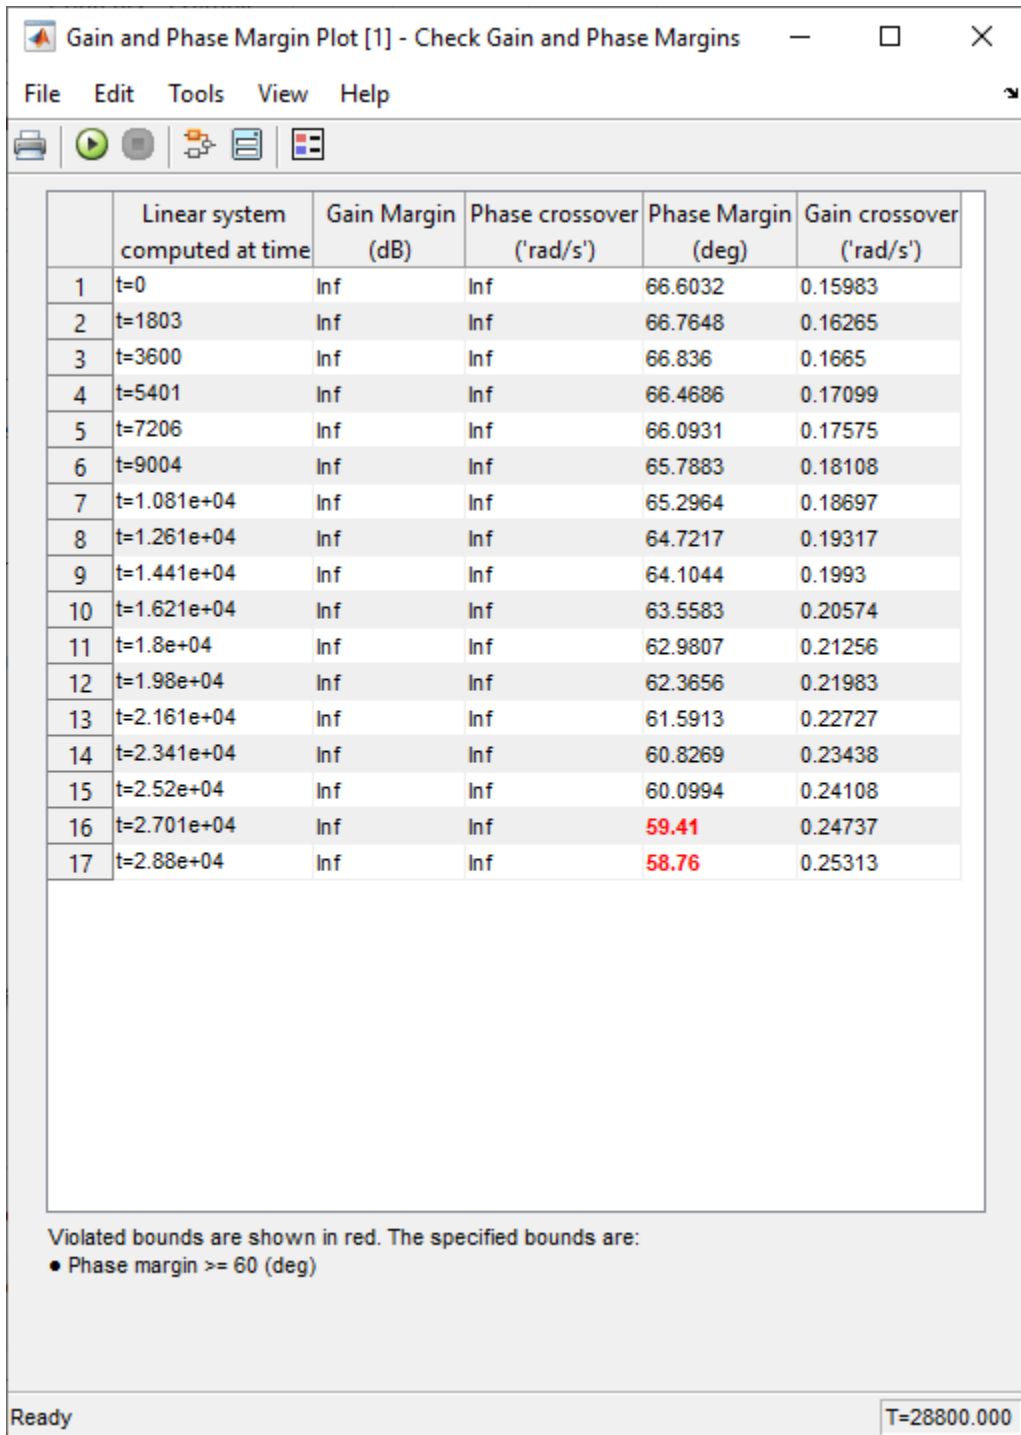 Gain and Phase Margin Plot [1] - Check Gain and Phase Margins
File Edit Tools View Help
Linear system Gain Margin Phase crossover Phase Margin Gain crossover
computed at time (dB) ('rad/s') (deg) ('rad/s')
1 t=0 Inf Inf 66.6032 0.15983
2 t=1803 Inf Inf 66.7648 0.16265
3 t=3600 Inf Inf 66.836 0.1665
4 t=5401 Inf Inf 66.4686 0.17099
5 t=7206 Inf Inf 66.0931 0.17575
6 t=9004 Inf Inf 65.7883 0.18108
7 t=1.081e+04 Inf Inf 65.2964 0.18697
8 t=1.261e+04 Inf Inf 64.7217 0.19317
9 t=1.441e+04 Inf Inf 64.1044 0.1993
10 t=1.621e+04 Inf Inf 63.5583 0.20574
11 t=1.8e+04 Inf Inf 62.9807 0.21256
12 t=1.98e+04 Inf Inf 62.3656 0.21983
13 t=2.161e+04 Inf Inf 61.5913 0.22727
14 t=2.341e+04 Inf Inf 60.8269 0.23438
15 t=2.52e+04 Inf Inf 60.0994 0.24108
16 t=2.701e+04 Inf Inf 59.41 0.24737
17 t=2.88e+04 Inf Inf 58.76 0.25313
Violated bounds are shown in red. The specified bounds are:
● Phase margin >= 60 (deg)
Ready T=28800.000